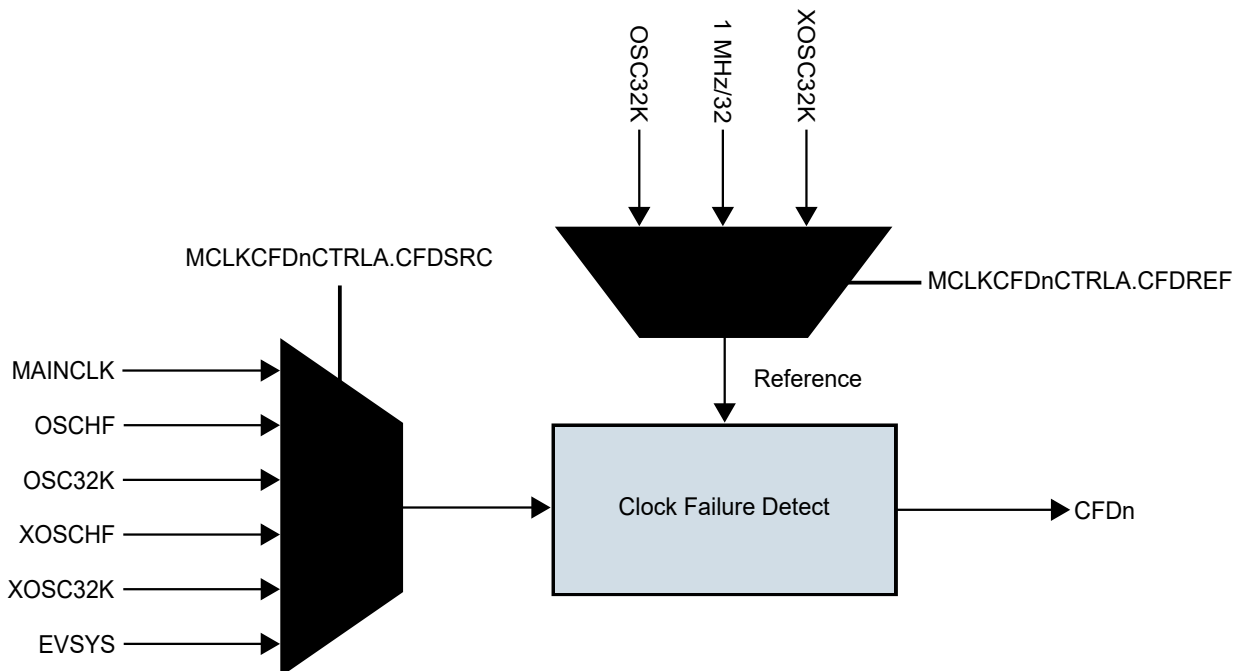 OSC32K
1 MHz/32
XOSC32K
MCLKCFDnCTRLA.CFDSRC
MCLKCFDnCTRLA.CFDREF
MAINCLK
Reference
OSCHF
OSC32K
Clock Failure Detect
CFDn
XOSCHF
XOSC32K
EVSYS